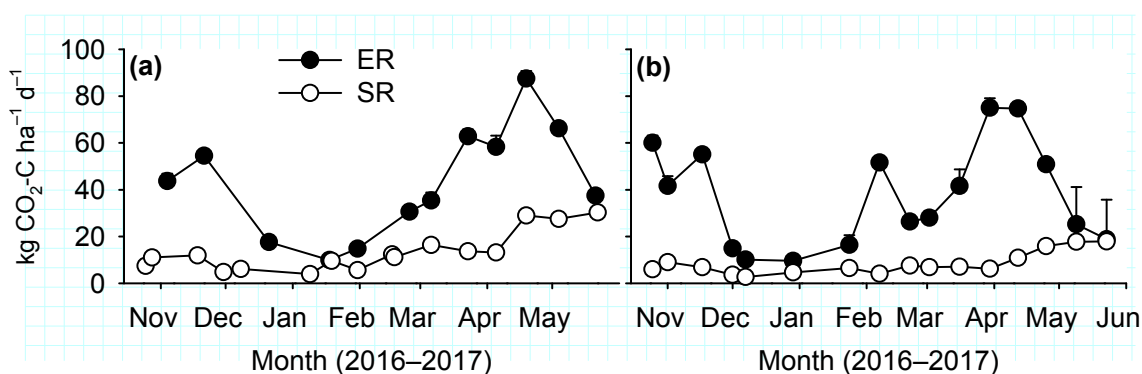 100
80
60
40
20
0
kg CO₂-C ha⁻¹ d⁻¹
(a)
ER
SR
(b)
Nov Dec Jan Feb Mar Apr May
Nov Dec Jan Feb Mar Apr May Jun
Month (2016–2017)
Month (2016–2017)